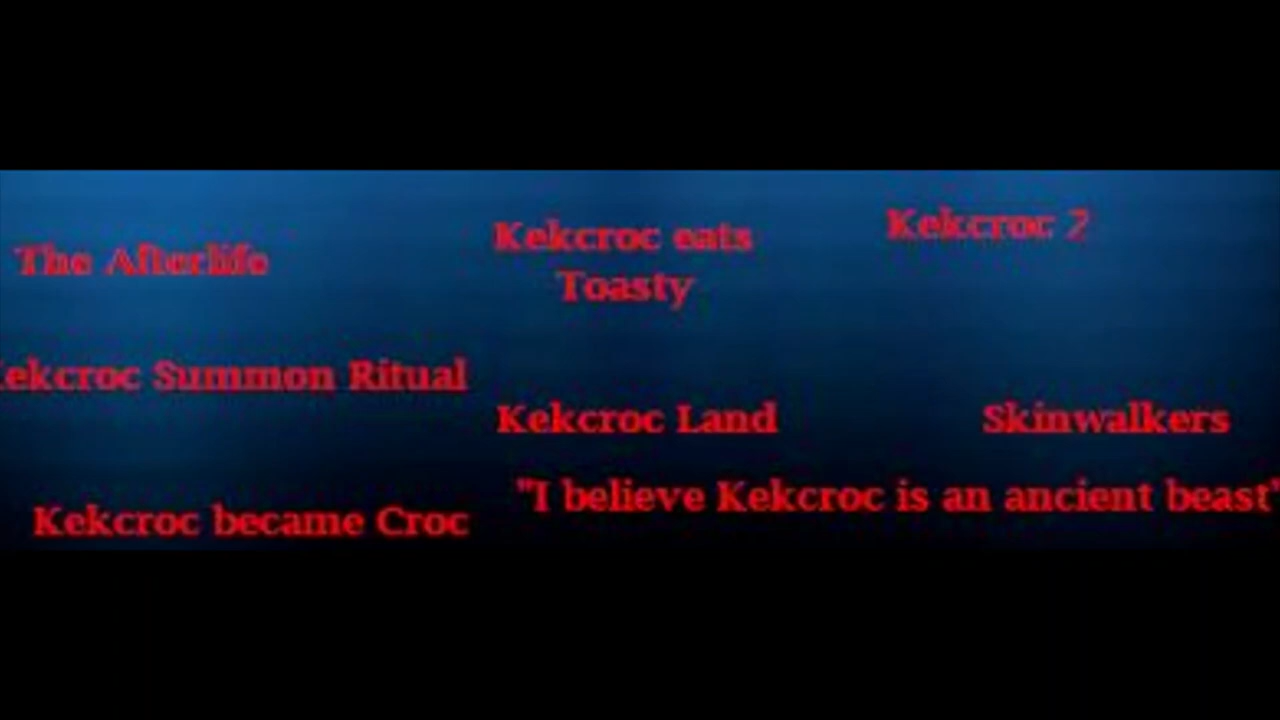 The Afterlife
Kekcroc eats
Toasty
Kekcroc 2
Kekcroc Summon Ritual
Kekcroc Land
Skinwalkers
Kekcroc became Croc
"I believe Kekcroc is an ancient beast"